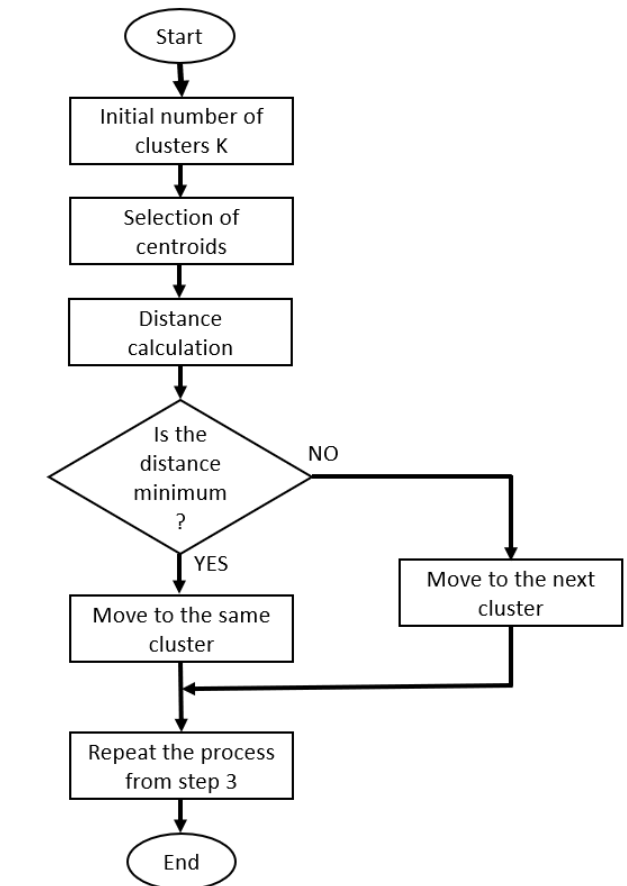 Start
Initial number of
clusters K
Selection of
centroids
Distance
calculation
Is the
distance
minimum
?
NO
YES
Move to the same
cluster
Move to the next
cluster
Repeat the process
from step 3
End